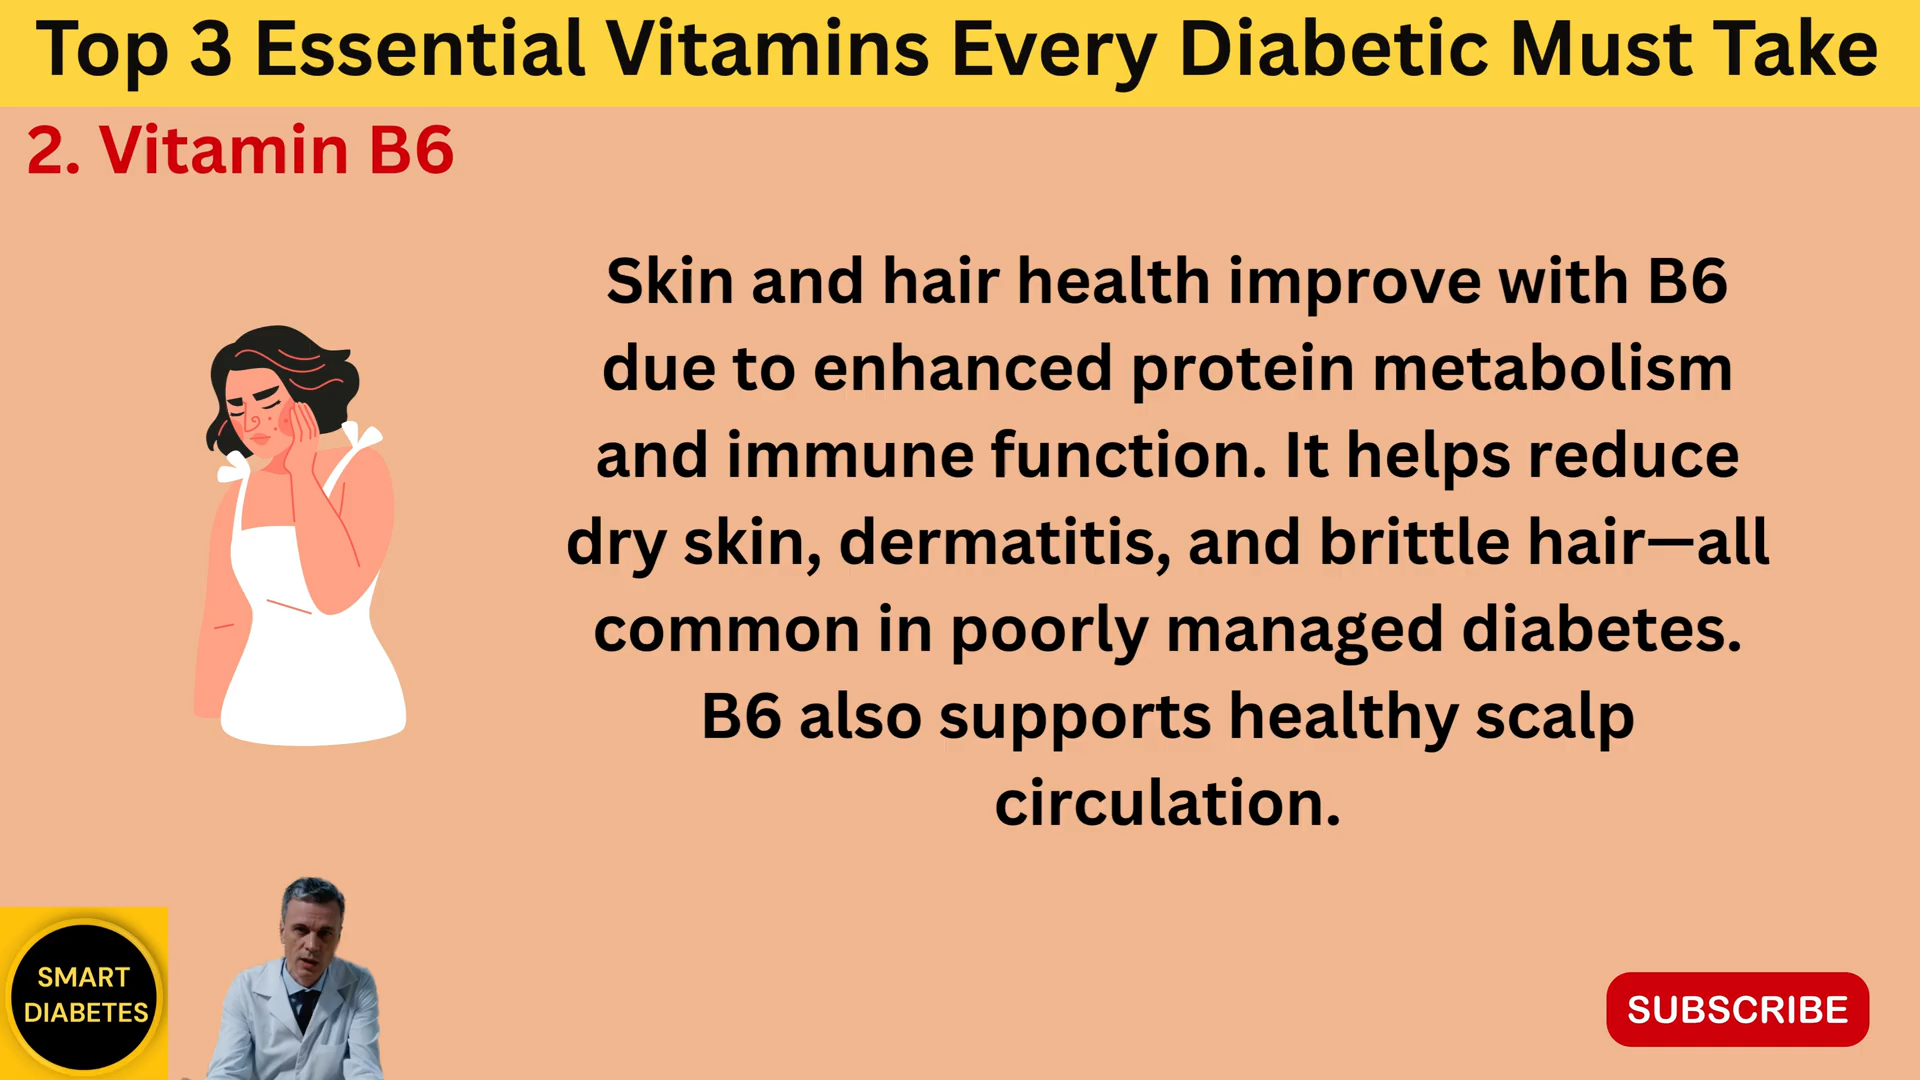 Top 3 Essential Vitamins Every Diabetic Must Take
2. Vitamin B6
Skin and hair health improve with B6
due to enhanced protein metabolism
and immune function. It helps reduce
dry skin, dermatitis, and brittle hair—all
common in poorly managed diabetes.
B6 also supports healthy scalp
circulation.
SMART
DIABETES
SUBSCRIBE